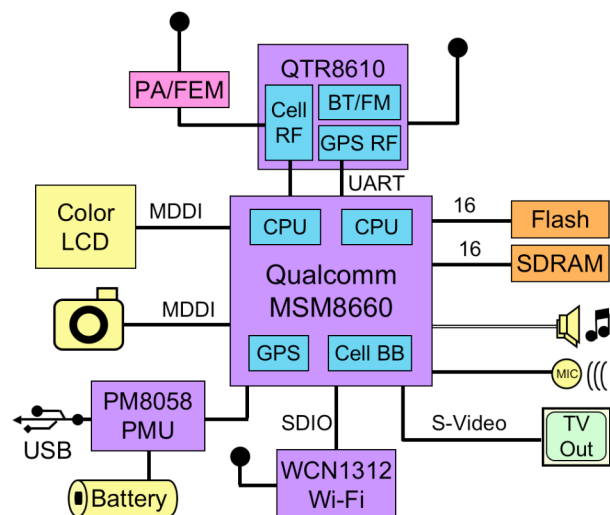 QTR8610
PA/FEM
Cell
RF
BT/FM
GPS RF
UART
Color
LCD
MDDI
CPU
CPU
16
Flash
16
SDRAM
Qualcomm
MSM8660
MDDI
GPS
Cell BB
MIC
PM8058
PMU
USB
SDIO
S-Video
TV
Out
Battery
WCN1312
Wi-Fi